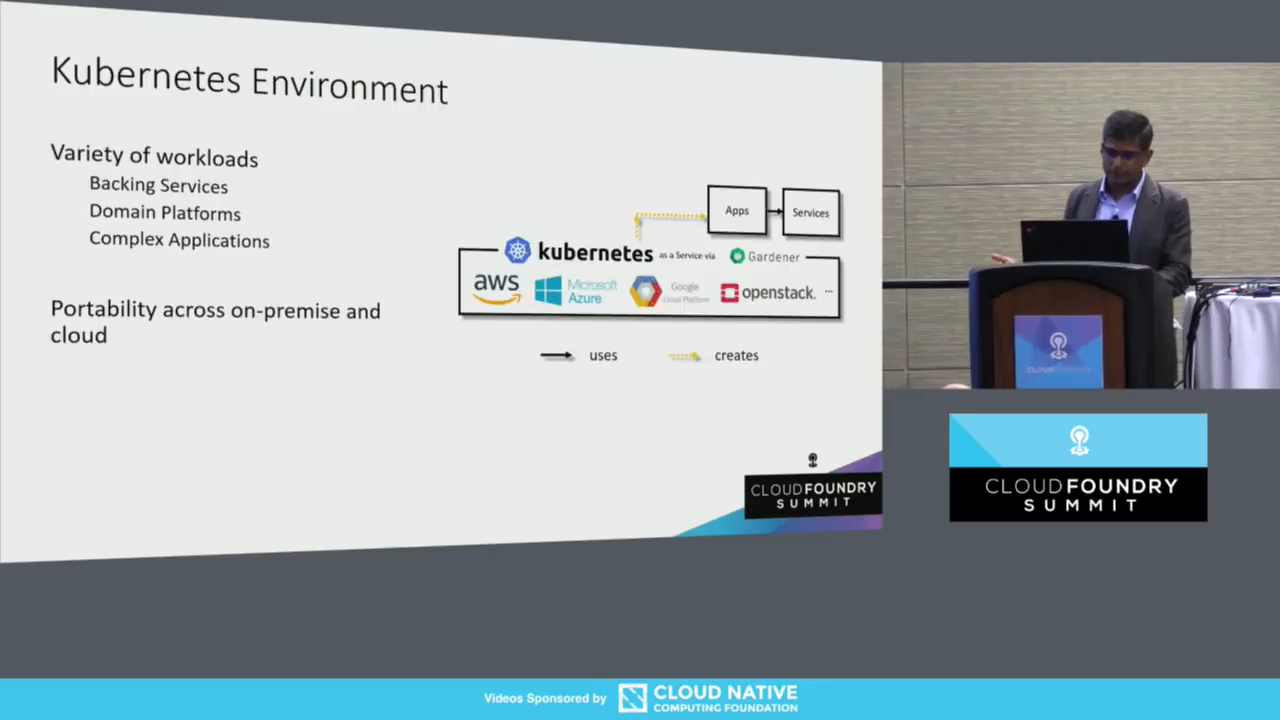 Kubernetes Environment
Variety of workloads
Backing Services
Domain Platforms
Complex Applications
Portability across on-premise and
cloud
Apps
Services
kubernetes as a Service via Gardener
aws
Microsoft
Azure
Google
Cloud Platform
openstack.
...
uses
creates
CLOUD FOUNDRY
SUMMIT
CLOUD FOUNDRY
CLOUD FOUNDRY
SUMMIT
Videos Sponsored by
CLOUD NATIVE
COMPUTING FOUNDATION